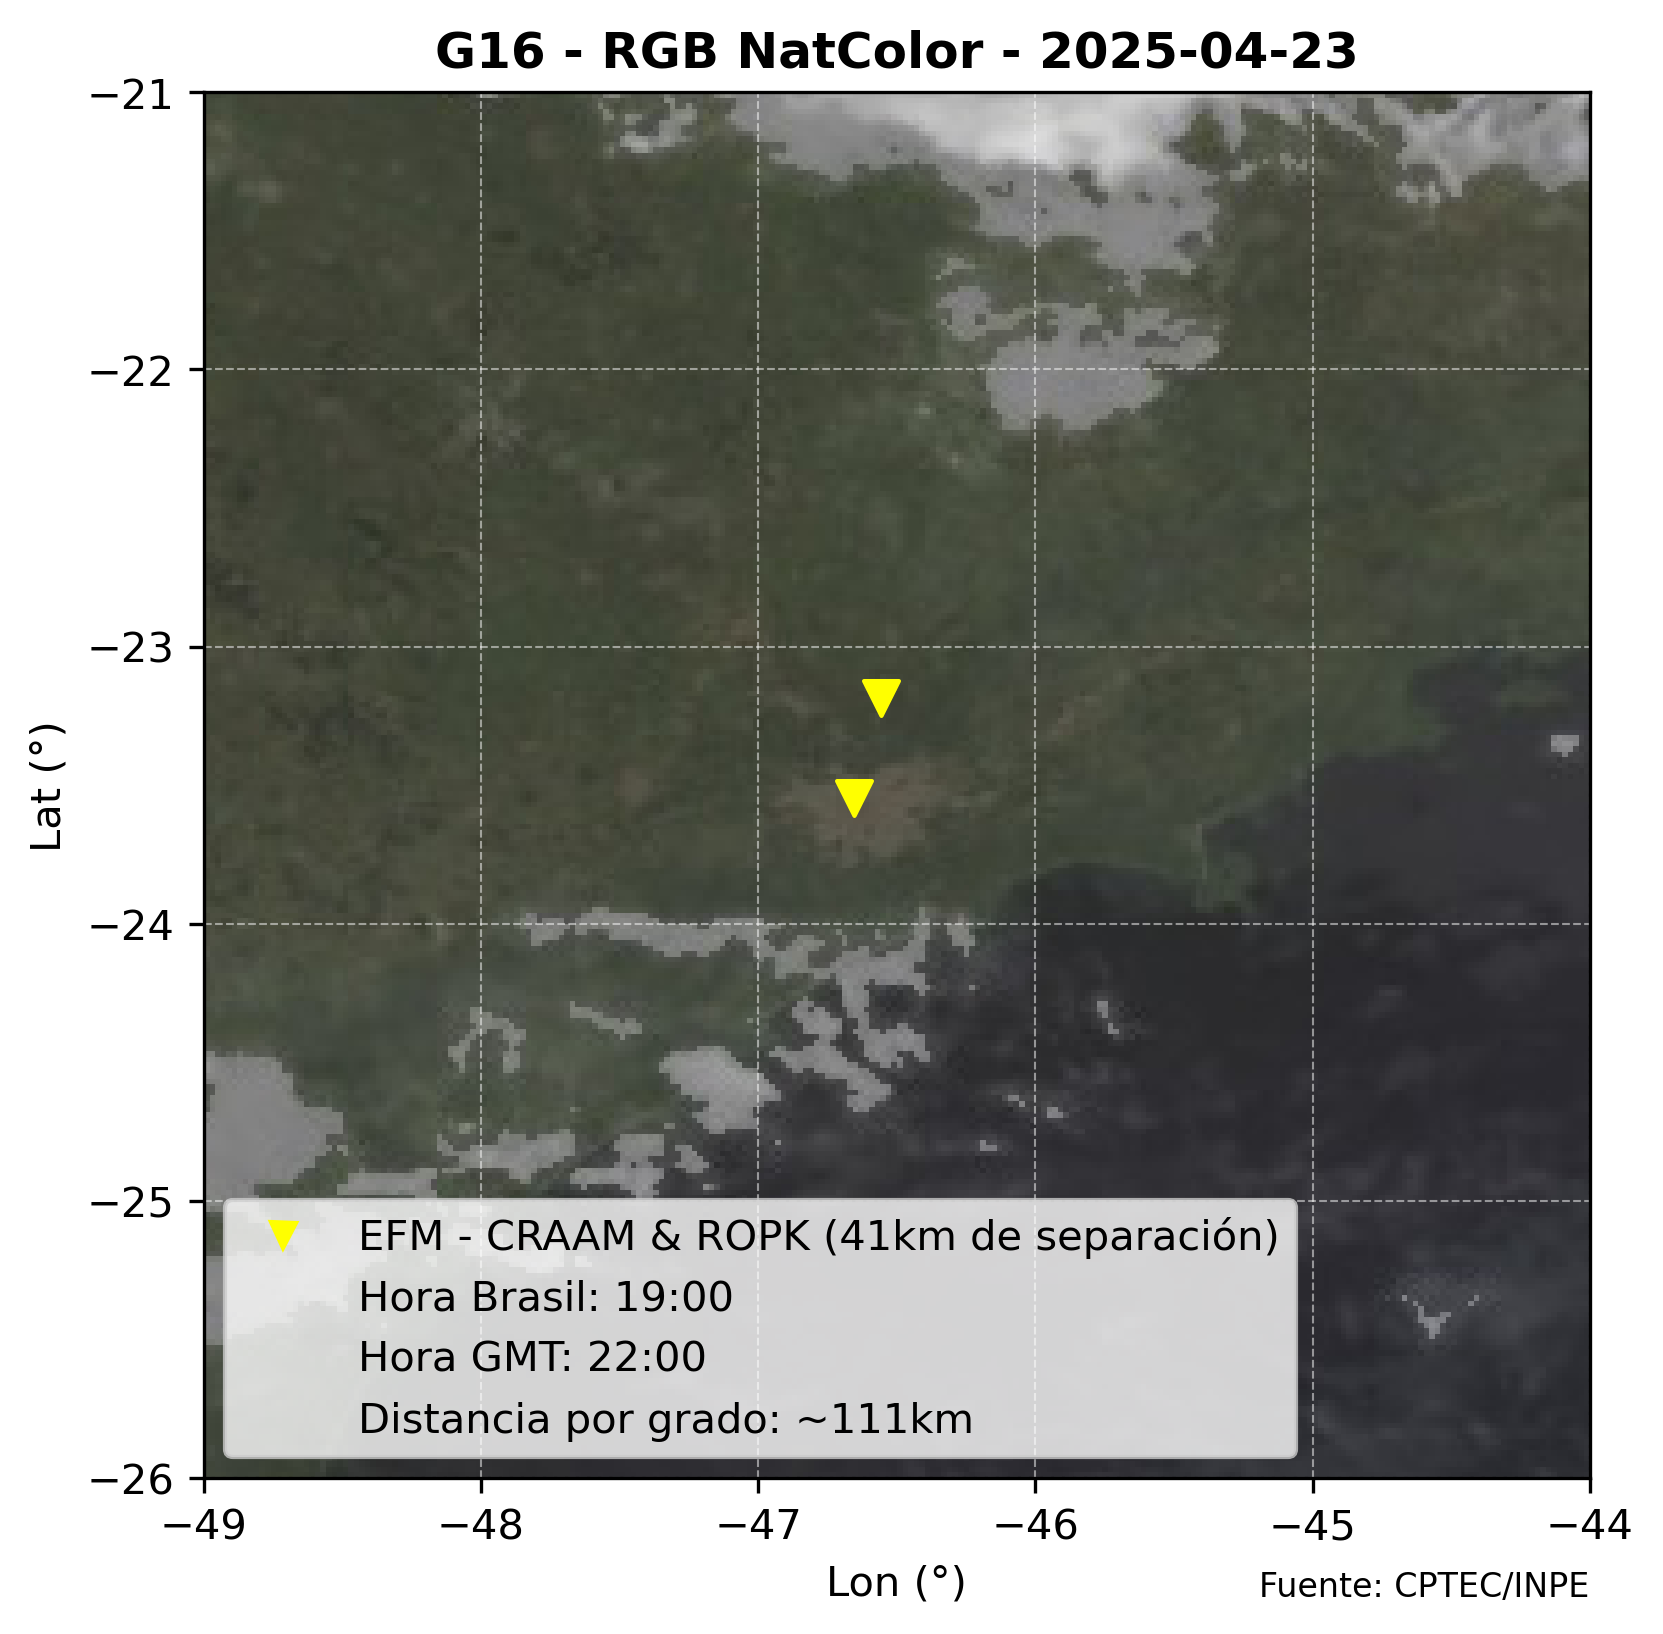 G16 - RGB NatColor - 2025-04-23
−21
−22
−23
−24
−25
−26
Lat (°)
EFM - CRAAM & ROPK (41km de separación)
Hora Brasil: 19:00
Hora GMT: 22:00
Distancia por grado: ~111km
−49 −48 −47 −46 −45 −44
Lon (°)
Fuente: CPTEC/INPE